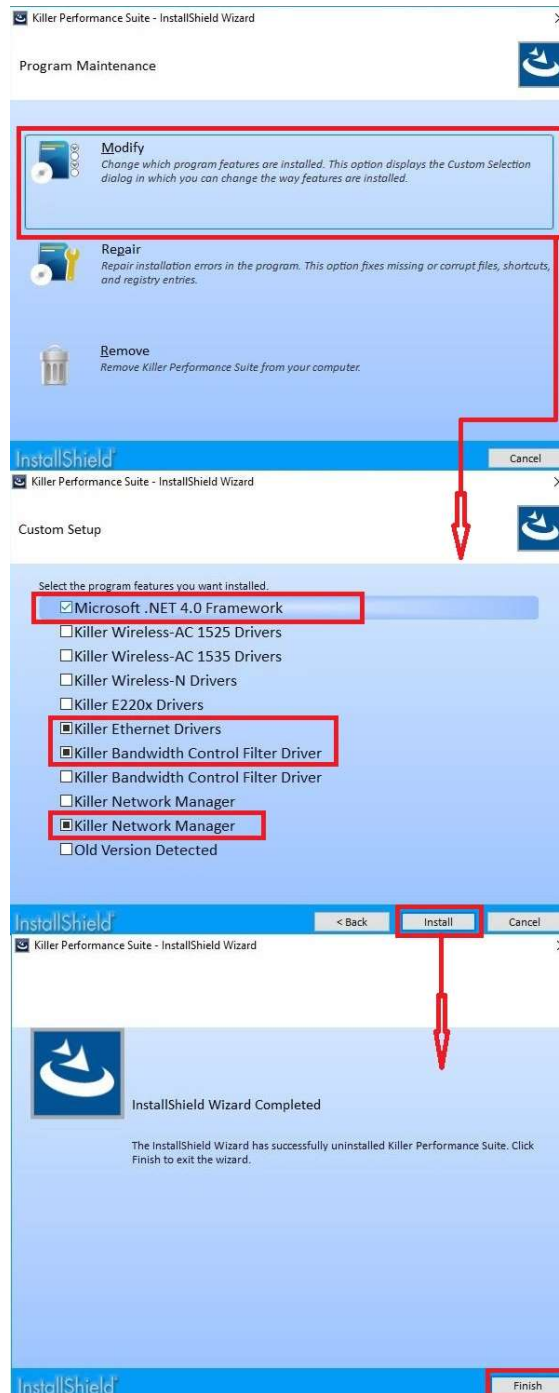 Killer Performance Suite - InstallShield Wizard
Program Maintenance
Modify
Change which program features are installed. This option displays the Custom Selection
dialog in which you can change the way features are installed.
Repair
Repair installation errors in the program. This option fixes missing or corrupt files, shortcuts,
and registry entries.
Remove
Remove Killer Performance Suite from your computer.
InstallShield
Cancel
Killer Performance Suite - InstallShield Wizard
Custom Setup
Select the program features you want installed.
Microsoft .NET 4.0 Framework
Killer Wireless-AC 1525 Drivers
Killer Wireless-AC 1535 Drivers
Killer Wireless-N Drivers
Killer E220x Drivers
Killer Ethernet Drivers
Killer Bandwidth Control Filter Driver
Killer Bandwidth Control Filter Driver
Killer Network Manager
Killer Network Manager
Old Version Detected
InstallShield
< Back Install Cancel
Killer Performance Suite - InstallShield Wizard
InstallShield Wizard Completed
The InstallShield Wizard has successfully uninstalled Killer Performance Suite. Click
Finish to exit the wizard.
InstallShield
Finish